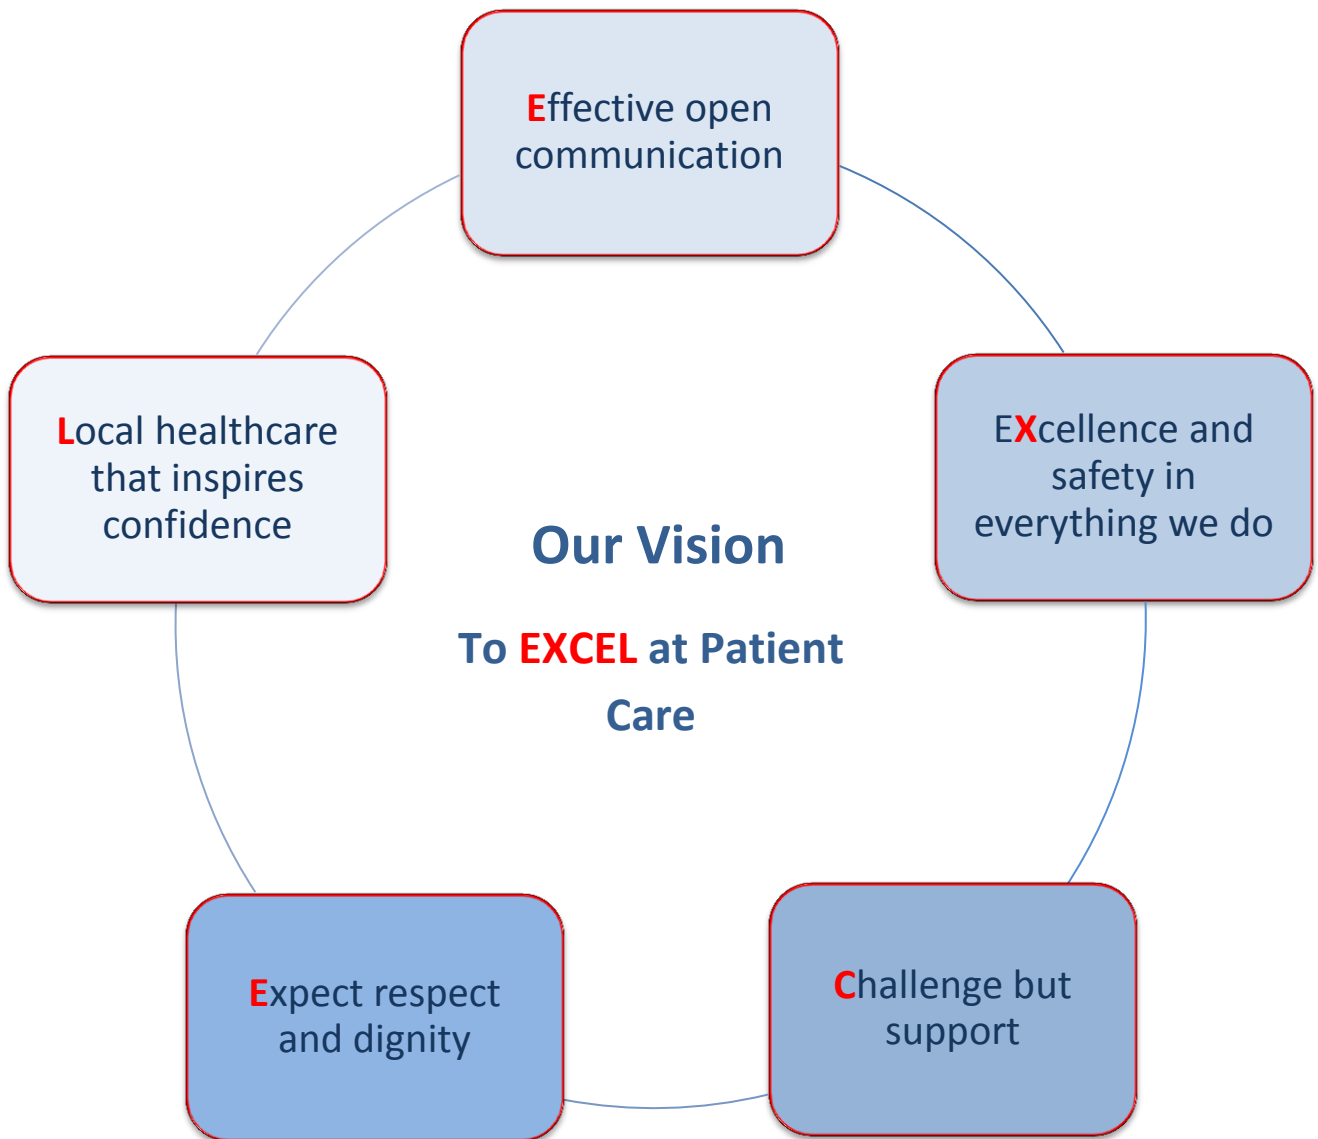 Effective open
communication
EXcellence and
safety in
everything we do
Challenge but
support
Expect respect
and dignity
Local healthcare
that inspires
confidence
Our Vision
To EXCEL at Patient
Care